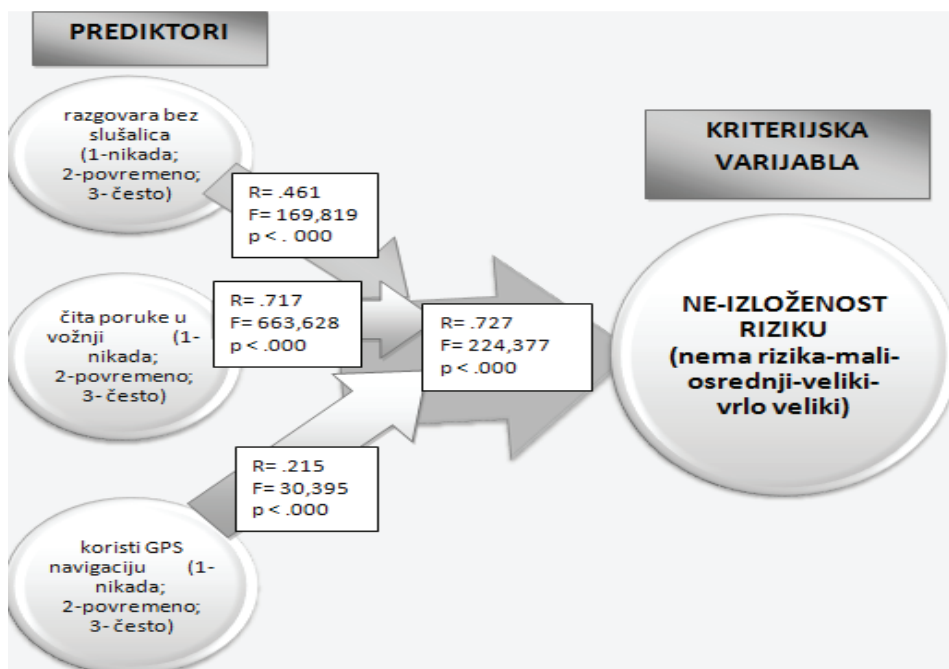 PREDIKTORI
razgovara bez
slušalica
(1-nikada;
2-povremeno;
3- često)
R= .461
F= 169,819
p < . 000
čita poruke u
vožnji (1-
nikada;
2-povremeno;
3- često)
R= .717
F= 663,628
p < .000
koristi GPS
navigaciju (1-
nikada;
2-povremeno;
3- često)
R= .215
F= 30,395
p < .000
R= .727
F= 224,377
p < .000
KRITERIJSKA
VARIJABLA
NE-IZLOŽENOST
RIZIKU
(nema rizika-mali-
osrednji-veliki-
vrlo veliki)